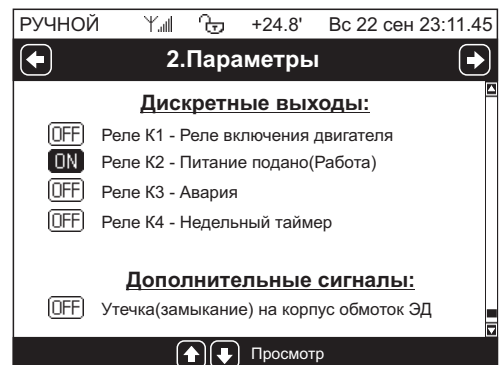 РУЧНОЙ +24.8' Вс 22 сен 23:11.45
2.Параметры
Дискретные выходы:
OFF Реле К1 - Реле включения двигателя
ON Реле К2 - Питание подано(Работа)
OFF Реле К3 - Авария
OFF Реле К4 - Недельный таймер
Дополнительные сигналы:
OFF Утечка(замыкание) на корпус обмоток ЭД
Просмотр